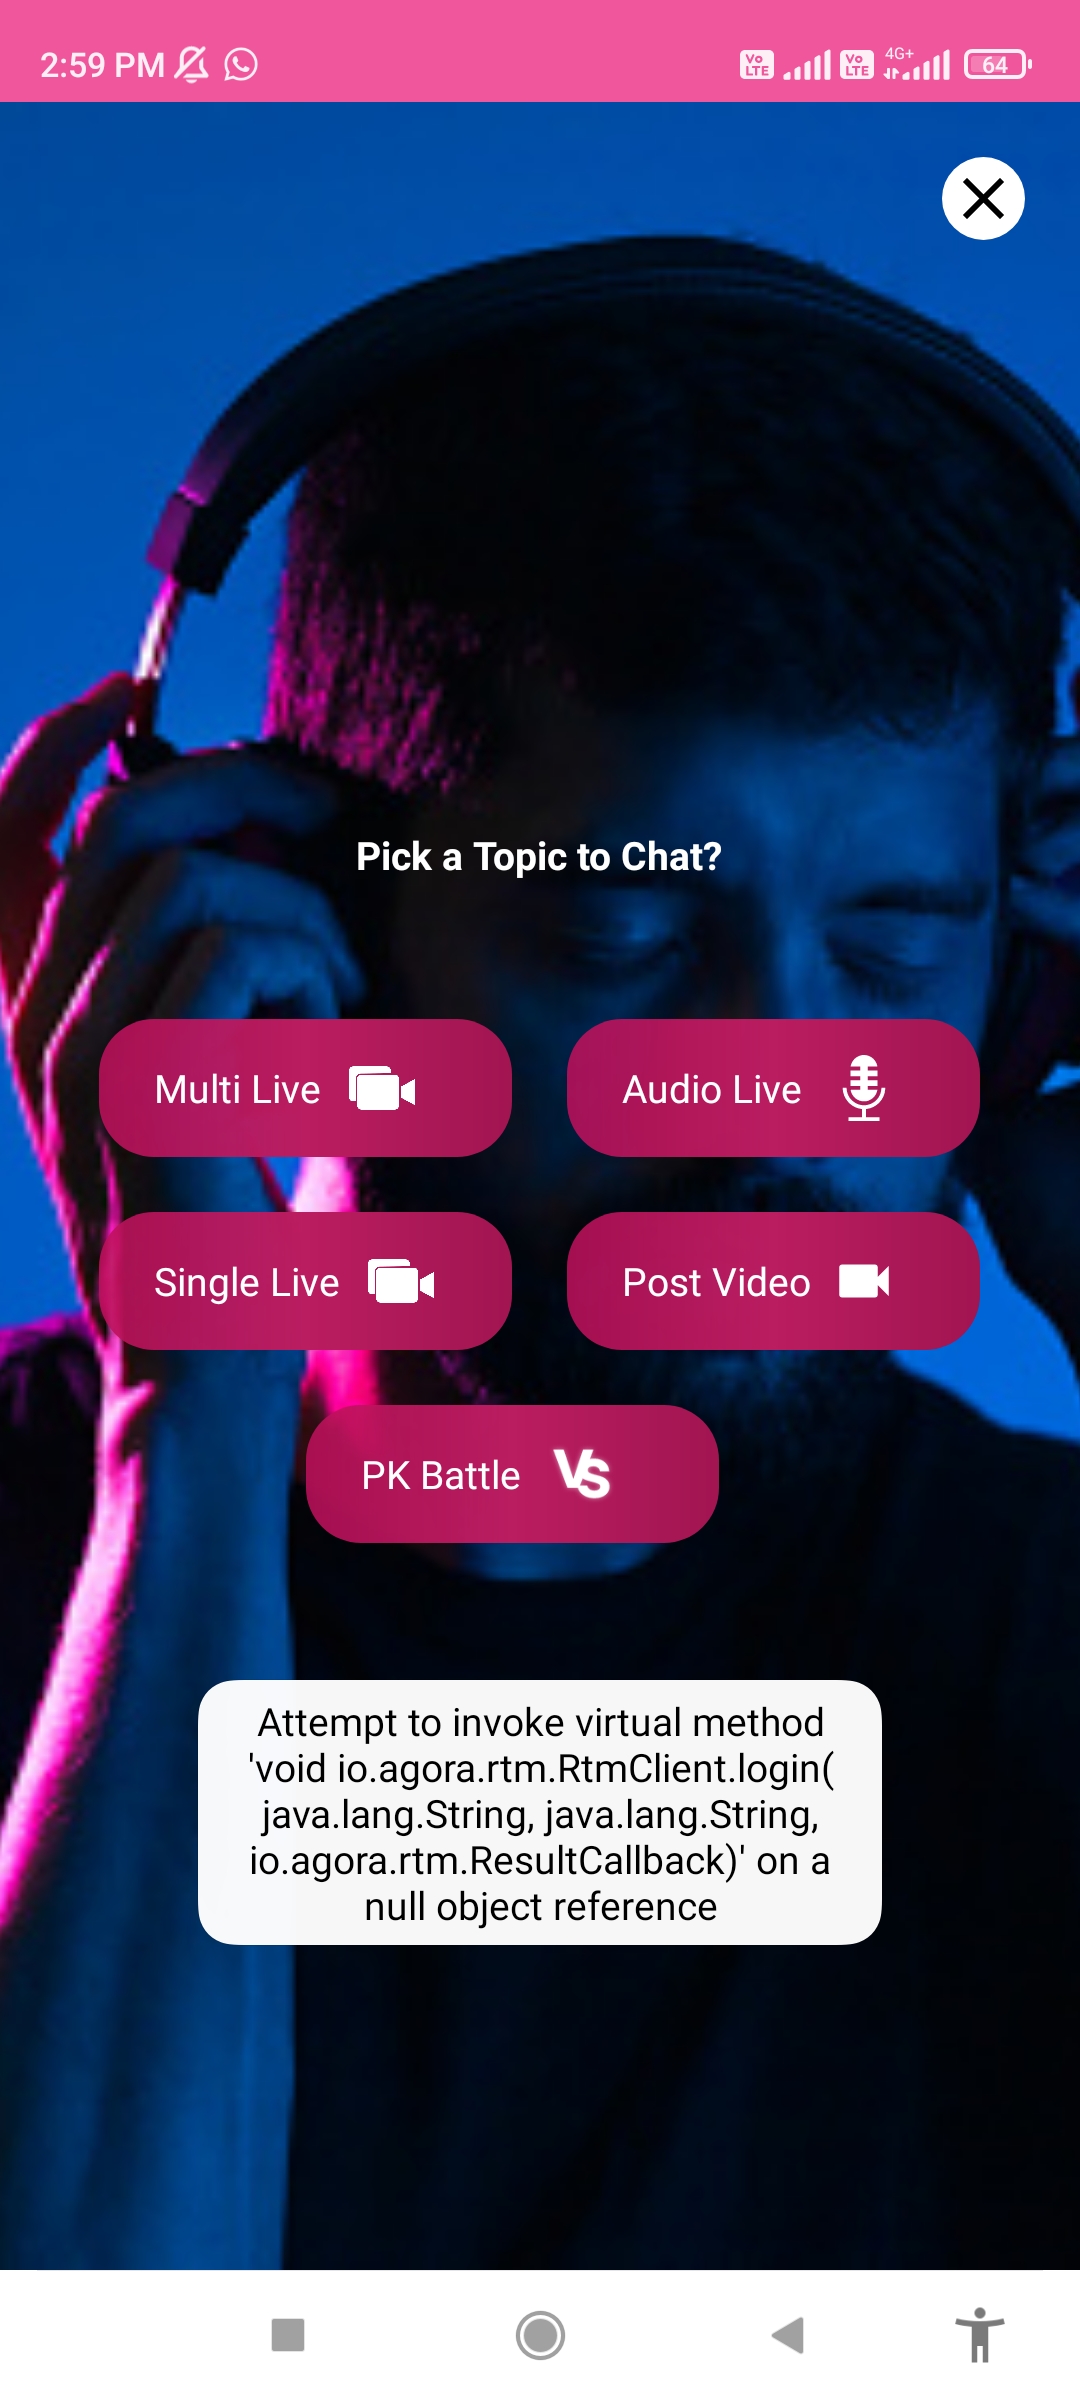 2:59 PM
Vo LTE
Vo LTE
4G+
64
Pick a Topic to Chat?
Multi Live
Audio Live
Single Live
Post Video
PK Battle
VS
Attempt to invoke virtual method
'void io.agora.rtm.RtmClient.login(
java.lang.String, java.lang.String,
io.agora.rtm.ResultCallback)' on a
null object reference